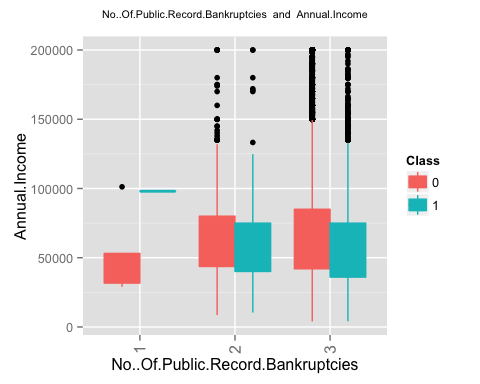 No..Of.Public.Record.Bankruptcies and Annual.Income
200000
150000
100000
50000
0
Annual.Income
1
2
3
No..Of.Public.Record.Bankruptcies
Class
0
1